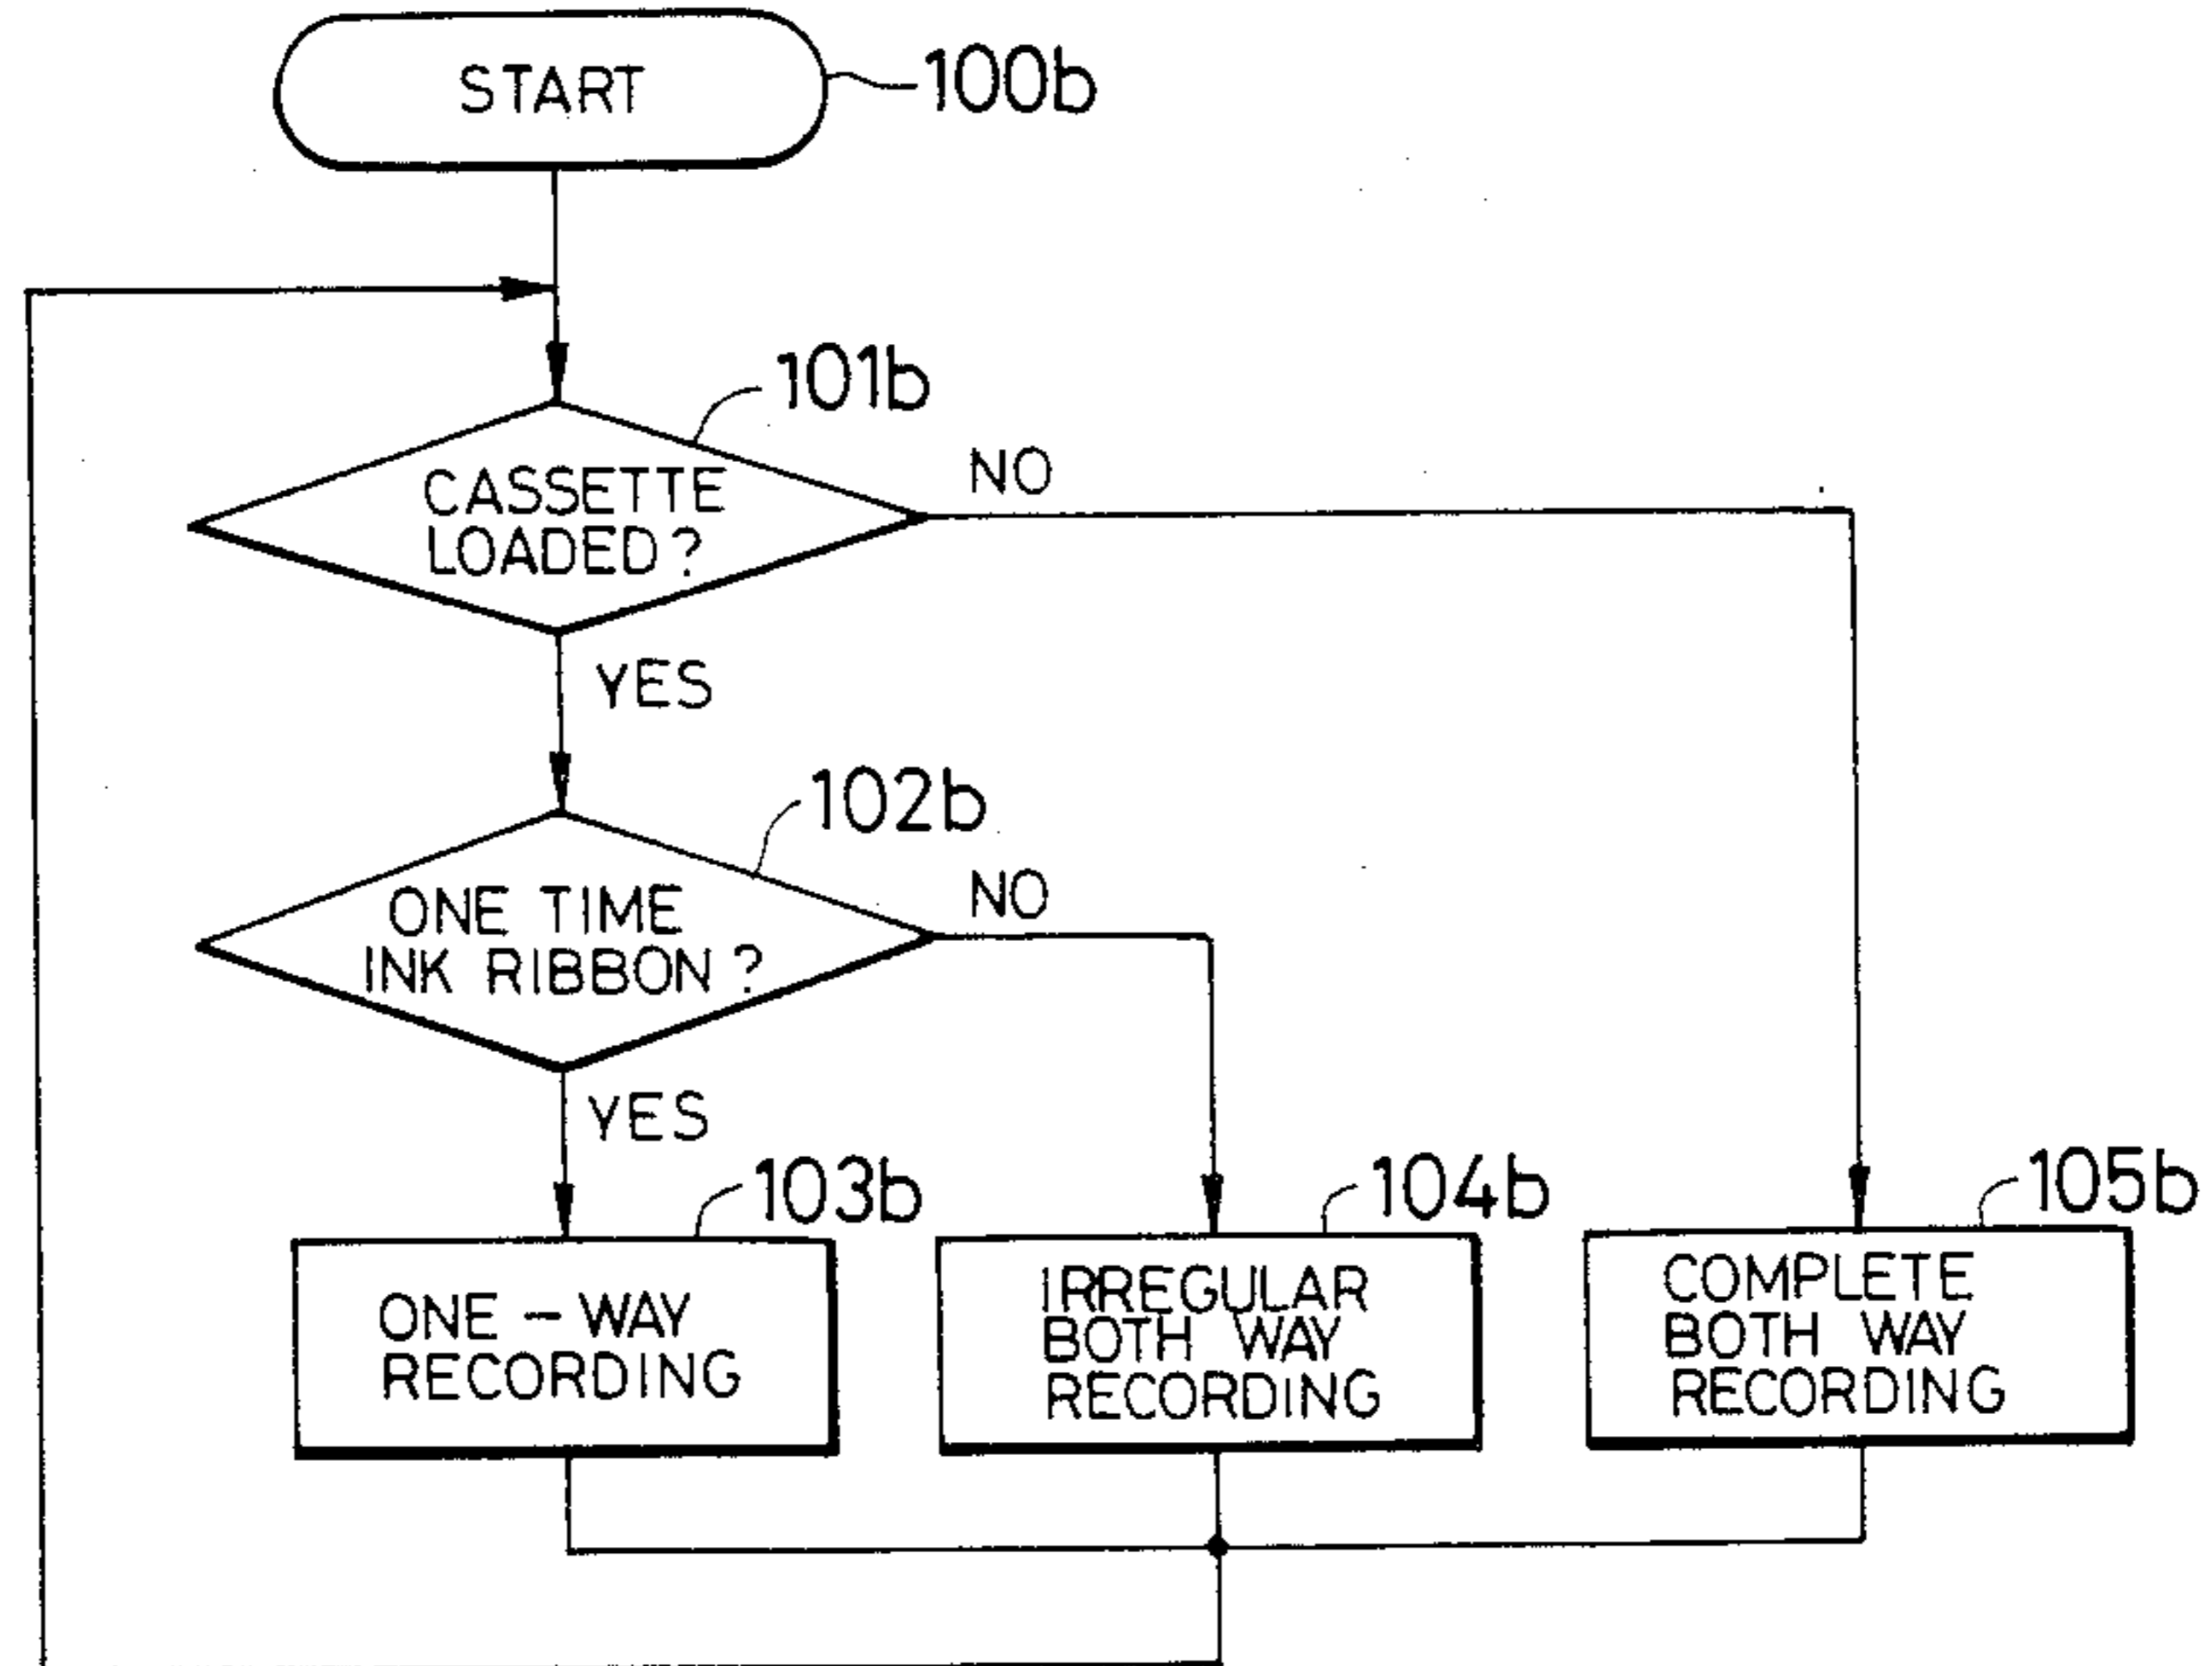 START
100b
101b
CASSETTE
LOADED?
NO
YES
102b
ONE TIME
INK RIBBON?
NO
YES
103b
ONE-WAY
RECORDING
104b
IRREGULAR
BOTH WAY
RECORDING
105b
COMPLETE
BOTH WAY
RECORDING